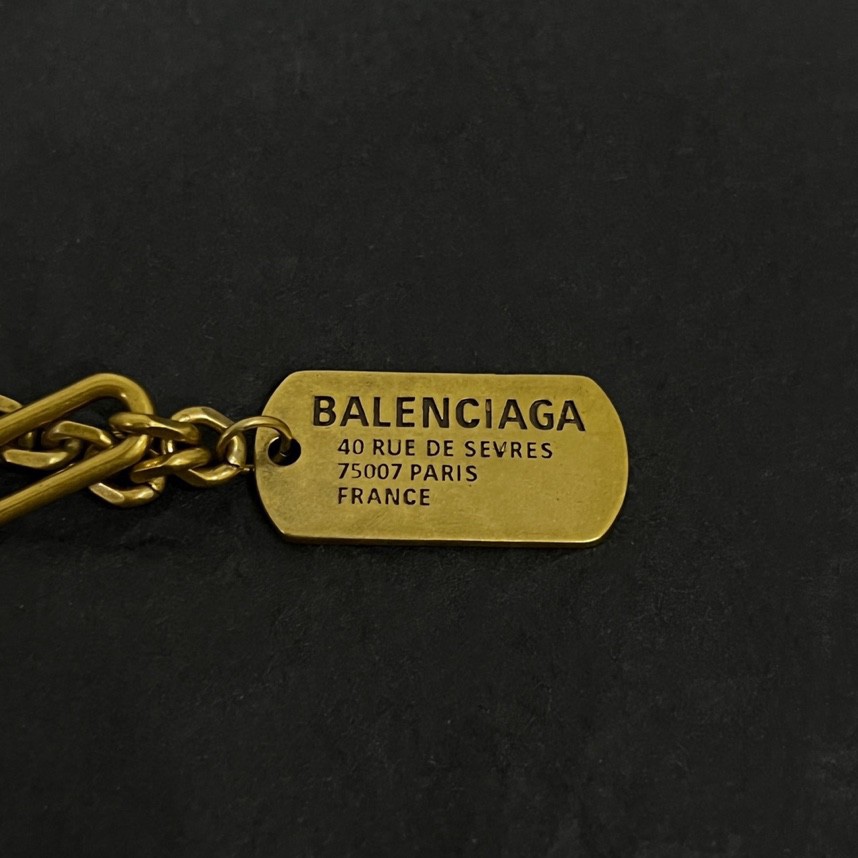 BALENCIAGA
40 RUE DE SEVRES
75007 PARIS
FRANCE